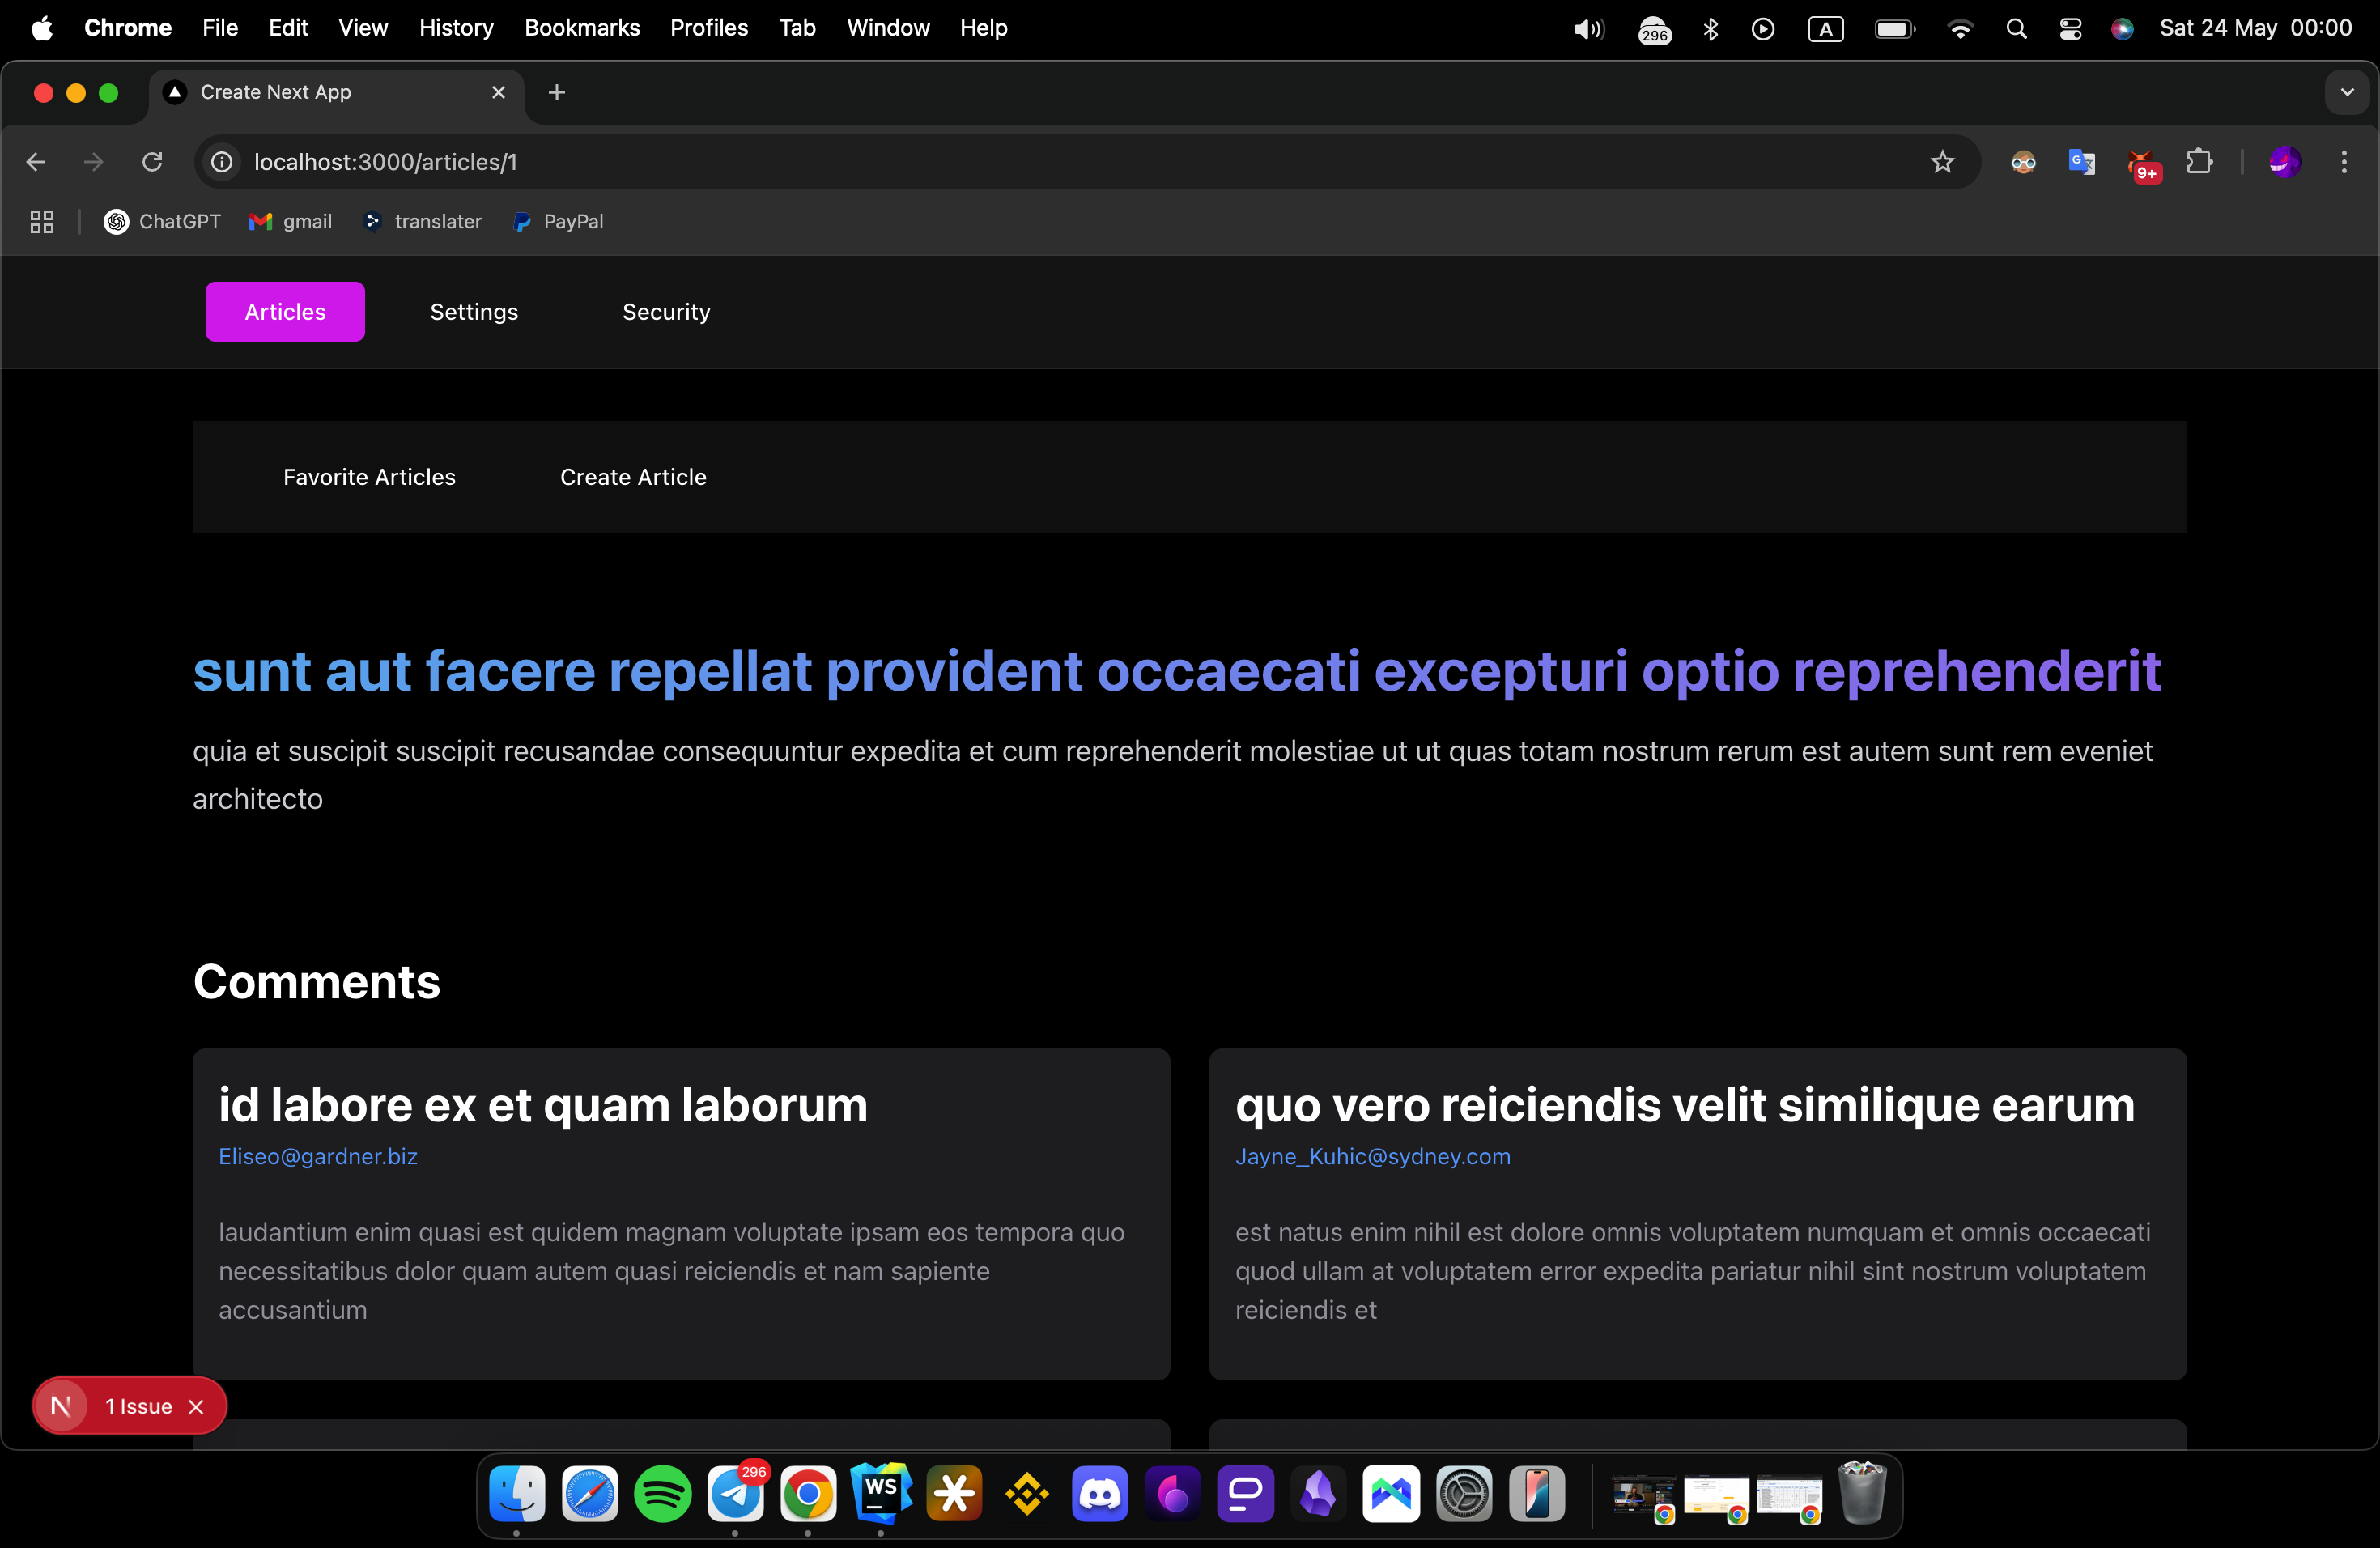 Chrome File Edit View History Bookmarks Profiles Tab Window Help 296 A Sat 24 May 00:00
Create Next App
localhost:3000/articles/1 9+
ChatGPT gmail translater PayPal
Articles Settings Security
Favorite Articles Create Article
sunt aut facere repellat provident occaecati excepturi optio reprehenderit
quia et suscipit suscipit recusandae consequuntur expedita et cum reprehenderit molestiae ut ut quas totam nostrum rerum est autem sunt rem eveniet
architecto
Comments
id labore ex et quam laborum
Eliseo@gardner.biz
laudantium enim quasi est quidem magnam voluptate ipsam eos tempora quo
necessitatibus dolor quam autem quasi reiciendis et nam sapiente
accusantium
quo vero reiciendis velit similique earum
Jayne_Kuhic@sydney.com
est natus enim nihil est dolore omnis voluptatem numquam et omnis occaecati
quod ullam at voluptatem error expedita pariatur nihil sint nostrum voluptatem
reiciendis et
N 1 Issue
296
WS